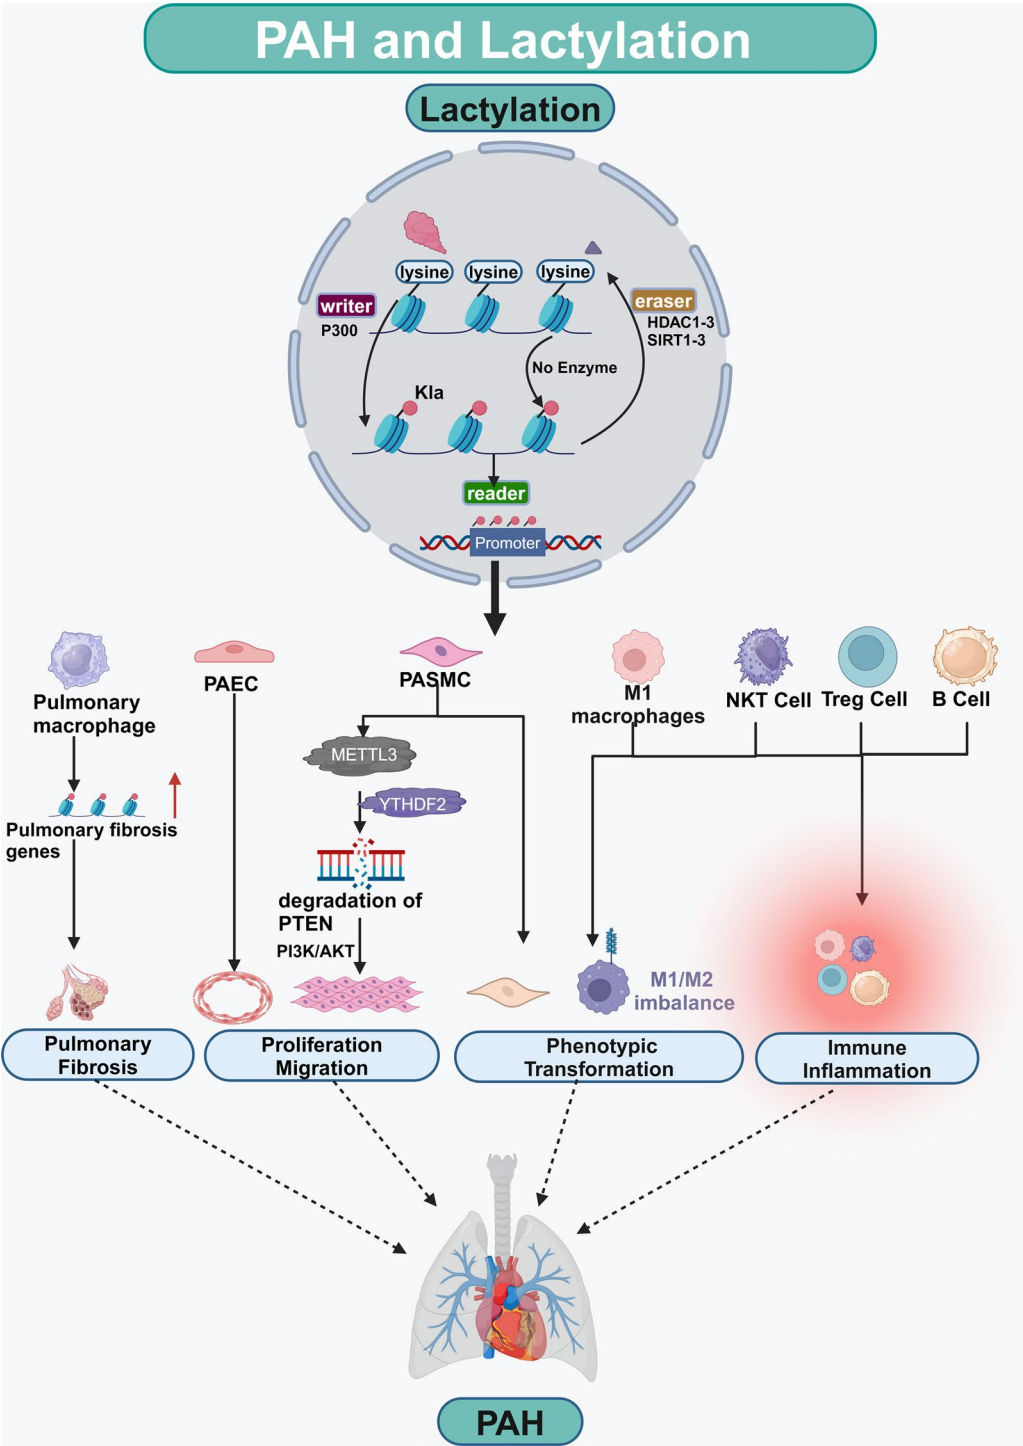 PAH and Lactylation
Lactylation
lysine
lysine
lysine
writer
P300
eraser
HDAC1-3
SIRT1-3
No Enzyme
Kla
reader
Promoter
Pulmonary
macrophage
PAEC
PASMC
M1
macrophages
NKT Cell
Treg Cell
B Cell
METTL3
YTHDF2
Pulmonary fibrosis
genes
degradation of
PTEN
PI3K/AKT
M1/M2
imbalance
Pulmonary
Fibrosis
Proliferation
Migration
Phenotypic
Transformation
Immune
Inflammation
PAH